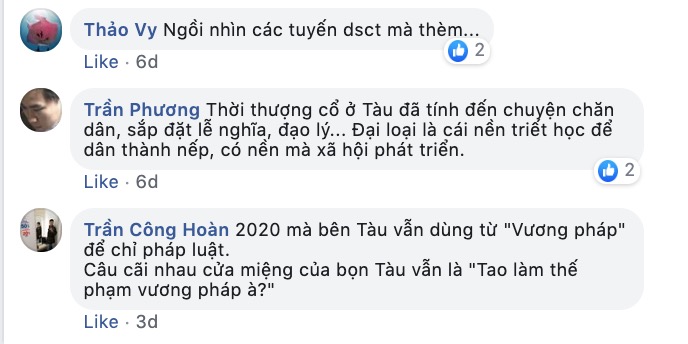 Thảo Vy Ngồi nhìn các tuyến dsct mà thèm...
2
Like · 6d
Trần Phương Thời thượng cổ ở Tàu đã tính đến chuyện chăn
dân, sắp đặt lễ nghĩa, đạo lý... Đại loại là cái nền triết học để
dân thành nếp, có nền mà xã hội phát triển.
2
Like · 6d
Trần Công Hoàn 2020 mà bên Tàu vẫn dùng từ "Vương pháp"
để chỉ pháp luật.
Câu cãi nhau cửa miệng của bọn Tàu vẫn là "Tao làm thế
phạm vương pháp à?"
Like · 3d